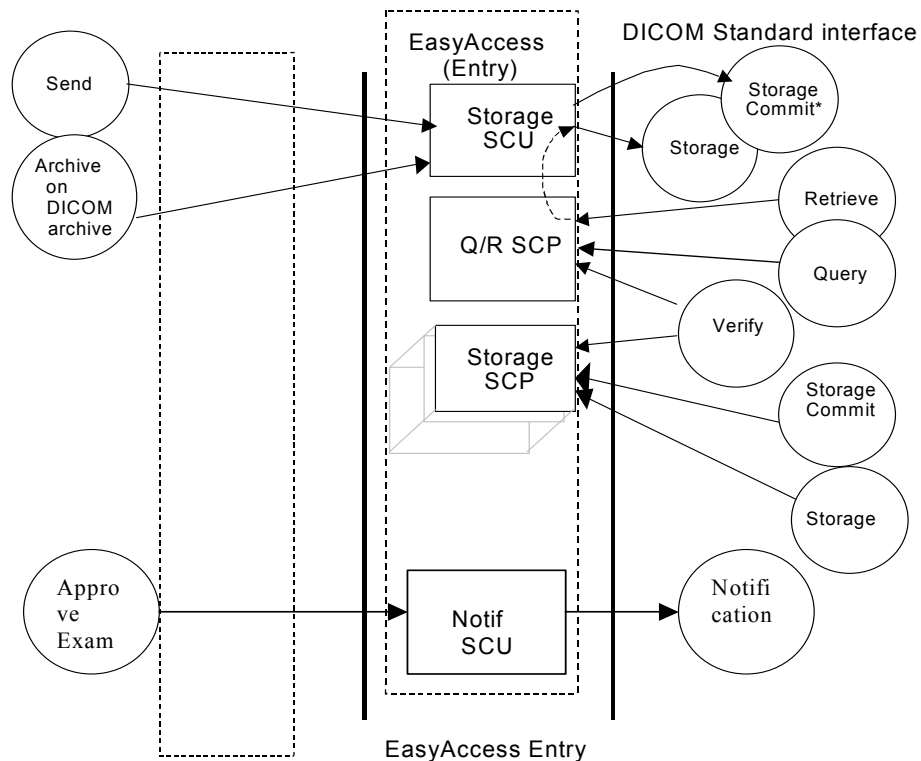 EasyAccess
(Entry)
DICOM Standard interface
Send
Storage
SCU
Storage
Commit*
Storage
Archive
on
DICOM
archive
Retrieve
Q/R SCP
Query
Verify
Storage
SCP
Storage
Commit
Storage
Appro
ve
Exam
Notif
SCU
Notifi
cation
EasyAccess Entry